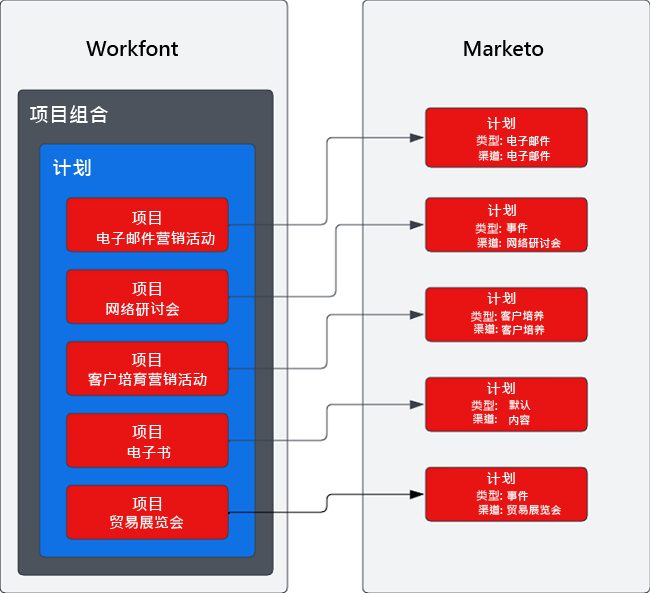 Workfont
项目组合
计划
项目
电子邮件营销活动
项目
网络研讨会
项目
客户培育营销活动
项目
电子书
项目
贸易展览会
Marketo
计划
类型: 电子邮件
渠道: 电子邮件
计划
类型: 事件
渠道: 网络研讨会
计划
类型: 客户培养
渠道: 客户培养
计划
类型: 默认
渠道: 内容
计划
类型: 事件
渠道: 贸易展览会